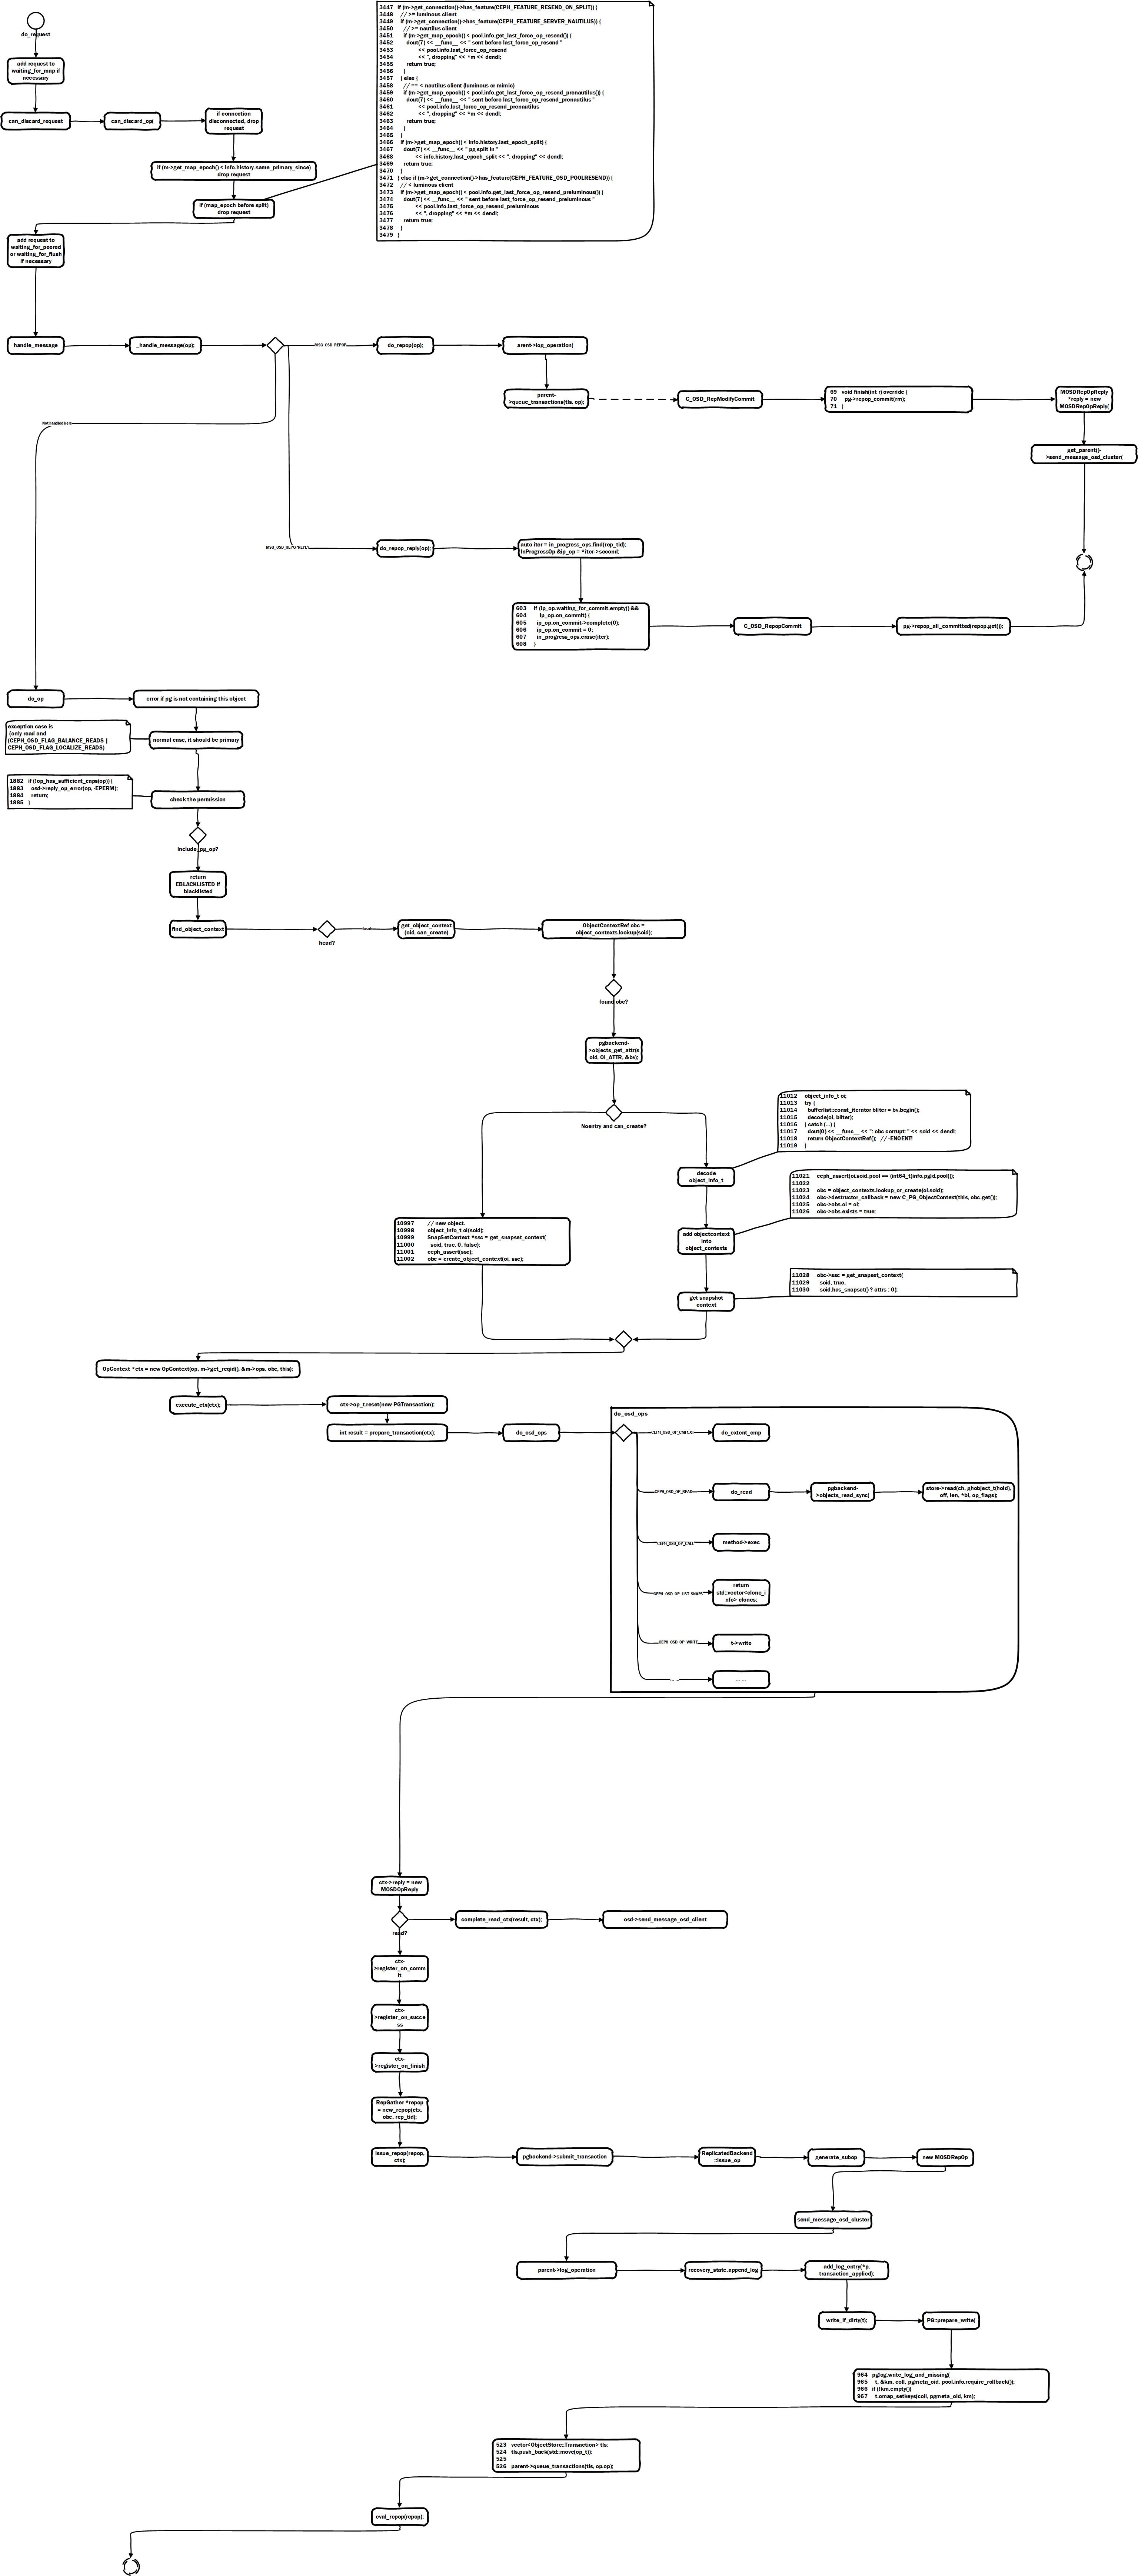 do_request
add request to
waiting_for_map if
necessary
can_discard_request
can_discard_op(
if connection
disconnected, drop
request
if (m->get_map_epoch() < info.history.same_primary_since)
drop request
if (map_epoch before split)
drop request
3447 if (m->get_connection()->has_feature(CEPH_FEATURE_RESEND_ON_SPLIT)) {
3448 // >= luminous client
3449 if (m->get_connection()->has_feature(CEPH_FEATURE_SERVER_NAUTILUS)) {
3450 // >= nautilus client
3451 if (m->get_map_epoch() < pool.info.get_last_force_op_resend()) {
3452 dout(7) << __func__ << " sent before last_force_op_resend "
3453 << pool.info.last_force_op_resend
3454 << ", dropping" << *m << dendl;
3455 return true;
3456 }
3457 } else {
3458 // == < nautilus client (luminous or mimic)
3459 if (m->get_map_epoch() < pool.info.get_last_force_op_resend_prenautilus()) {
3460 dout(7) << __func__ << " sent before last_force_op_resend_prenautilus "
3461 << pool.info.last_force_op_resend_prenautilus
3462 << ", dropping" << *m << dendl;
3463 return true;
3464 }
3465 }
3466 if (m->get_map_epoch() < info.history.last_epoch_split) {
3467 dout(7) << __func__ << " pg split in "
3468 << info.history.last_epoch_split << ", dropping" << dendl;
3469 return true;
3470 }
3471 } else if (m->get_connection()->has_feature(CEPH_FEATURE_OSD_POOLRESEND)) {
3472 // < luminous client
3473 if (m->get_map_epoch() < pool.info.get_last_force_op_resend_preluminous()) {
3474 dout(7) << __func__ << " sent before last_force_op_resend_preluminous "
3475 << pool.info.last_force_op_resend_preluminous
3476 << ", dropping" << *m << dendl;
3477 return true;
3478 }
3479 }
add request to
waiting_for_peered
or waiting_for_flush
if necessary
handle_message
_handle_message(op);
MSG_OSD_REPOP
do_repop(op);
arent->log_operation(
parent-
>queue_transactions(tls, op);
C_OSD_RepModifyCommit
69 void finish(int r) override {
70 pg->repop_commit(rm);
71 }
MOSDRepOpReply
*reply = new
MOSDRepOpReply(
get_parent()-
>send_message_osd_cluster(
Not handled here
MSG_OSD_REPOPREPLY
do_repop_reply(op);
auto iter = in_progress_ops.find(rep_tid);
InProgressOp &ip_op = *iter->second;
603 if (ip_op.waiting_for_commit.empty() &&
604 ip_op.on_commit) {
605 ip_op.on_commit->complete(0);
606 ip_op.on_commit = 0;
607 in_progress_ops.erase(iter);
608 }
C_OSD_RepopCommit
pg->repop_all_committed(repop.get());
do_op
error if pg is not containing this object
exception case is
(only read and
(CEPH_OSD_FLAG_BALANCE_READS |
CEPH_OSD_FLAG_LOCALIZE_READS)
normal case, it should be primary
1882 if (!op_has_sufficient_caps(op)) {
1883 osd->reply_op_error(op, -EPERM);
1884 return;
1885 }
check the permission
include_pg_op?
return
EBLACKLISTED if
blacklisted
find_object_context
head?
get_object_context
(oid, can_create)
ObjectContextRef obc =
object_contexts.lookup(soid);
found obc?
pgbackend-
>objects_get_attr(s
oid, OI_ATTR, &bv);
Noentry and can_create?
11012 object_info_t oi;
11013 try {
11014 bufferlist::const_iterator bliter = bv.begin();
11015 decode(oi, bliter);
11016 } catch (...) {
11017 dout(0) << __func__ << ": obc corrupt: " << soid << dendl;
11018 return ObjectContextRef(); // -ENOENT!
11019 }
decode
object_info_t
11021 ceph_assert(oi.soid.pool == (int64_t)info.pgid.pool());
11022
11023 obc = object_contexts.lookup_or_create(oi.soid);
11024 obc->destructor_callback = new C_PG_ObjectContext(this, obc.get());
11025 obc->obs.oi = oi;
11026 obc->obs.exists = true;
10997 // new object.
10998 object_info_t oi(soid);
10999 SnapSetContext *ssc = get_snapset_context(
11000 soid, true, 0, false);
11001 ceph_assert(ssc);
11002 obc = create_object_context(oi, ssc);
add objectcontext
into
object_contexts
11028 obc->ssc = get_snapset_context(
11029 soid, true,
11030 soid.has_snapset() ? attrs : 0);
get snapshot
context
OpContext *ctx = new OpContext(op, m->get_reqid(), &m->ops, obc, this);
execute_ctx(ctx);
ctx->op_t.reset(new PGTransaction);
int result = prepare_transaction(ctx);
do_osd_ops
do_osd_ops
CEPH_OSD_OP_CMPEXT
do_extent_cmp
CEPH_OSD_OP_READ
do_read
pgbackend-
>objects_read_sync(
store->read(ch, ghobject_t(hoid),
off, len, *bl, op_flags);
CEPH_OSD_OP_CALL
method->exec
CEPH_OSD_OP_LIST_SNAPS
return
std::vector<clone_i
nfo> clones;
CEPH_OSD_OP_WRITE
t->write
... ...
... ...
ctx->reply = new
MOSDOpReply
read?
complete_read_ctx(result, ctx);
osd->send_message_osd_client
ctx-
>register_on_comm
it
ctx-
>register_on_succe
ss
ctx-
>register_on_finish
RepGather *repop
= new_repop(ctx,
obc, rep_tid);
issue_repop(repop,
ctx);
pgbackend->submit_transaction
ReplicatedBackend
::issue_op
generate_subop
new MOSDRepOp
send_message_osd_cluster
parent->log_operation
recovery_state.append_log
add_log_entry(*p,
transaction_applied);
write_if_dirty(t);
PG::prepare_write(
964 pglog.write_log_and_missing(
965 t, &km, coll, pgmeta_oid, pool.info.require_rollback());
966 if (!km.empty())
967 t.omap_setkeys(coll, pgmeta_oid, km);
523 vector<ObjectStore::Transaction> tls;
524 tls.push_back(std::move(op_t));
525
526 parent->queue_transactions(tls, op.op);
eval_repop(repop);